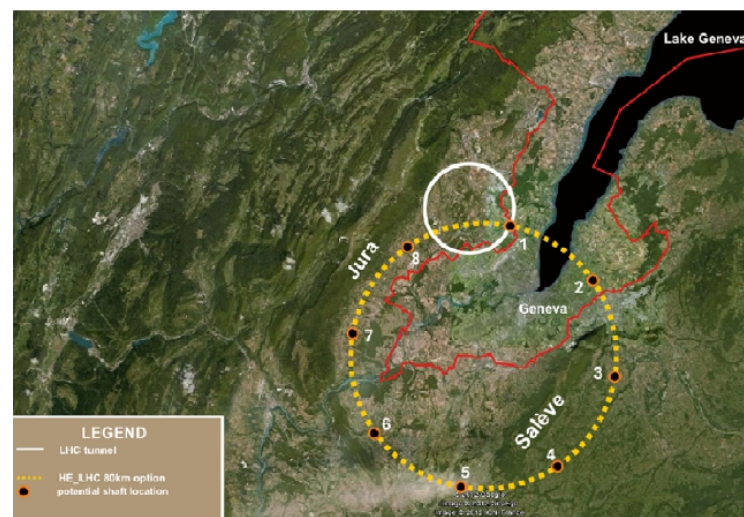 Lake Geneva
1
Jura
8
2
Geneva
7
3
Salève
6
4
5
LEGEND
LHC tunnel
HE_LHC 80km option
potential shaft location